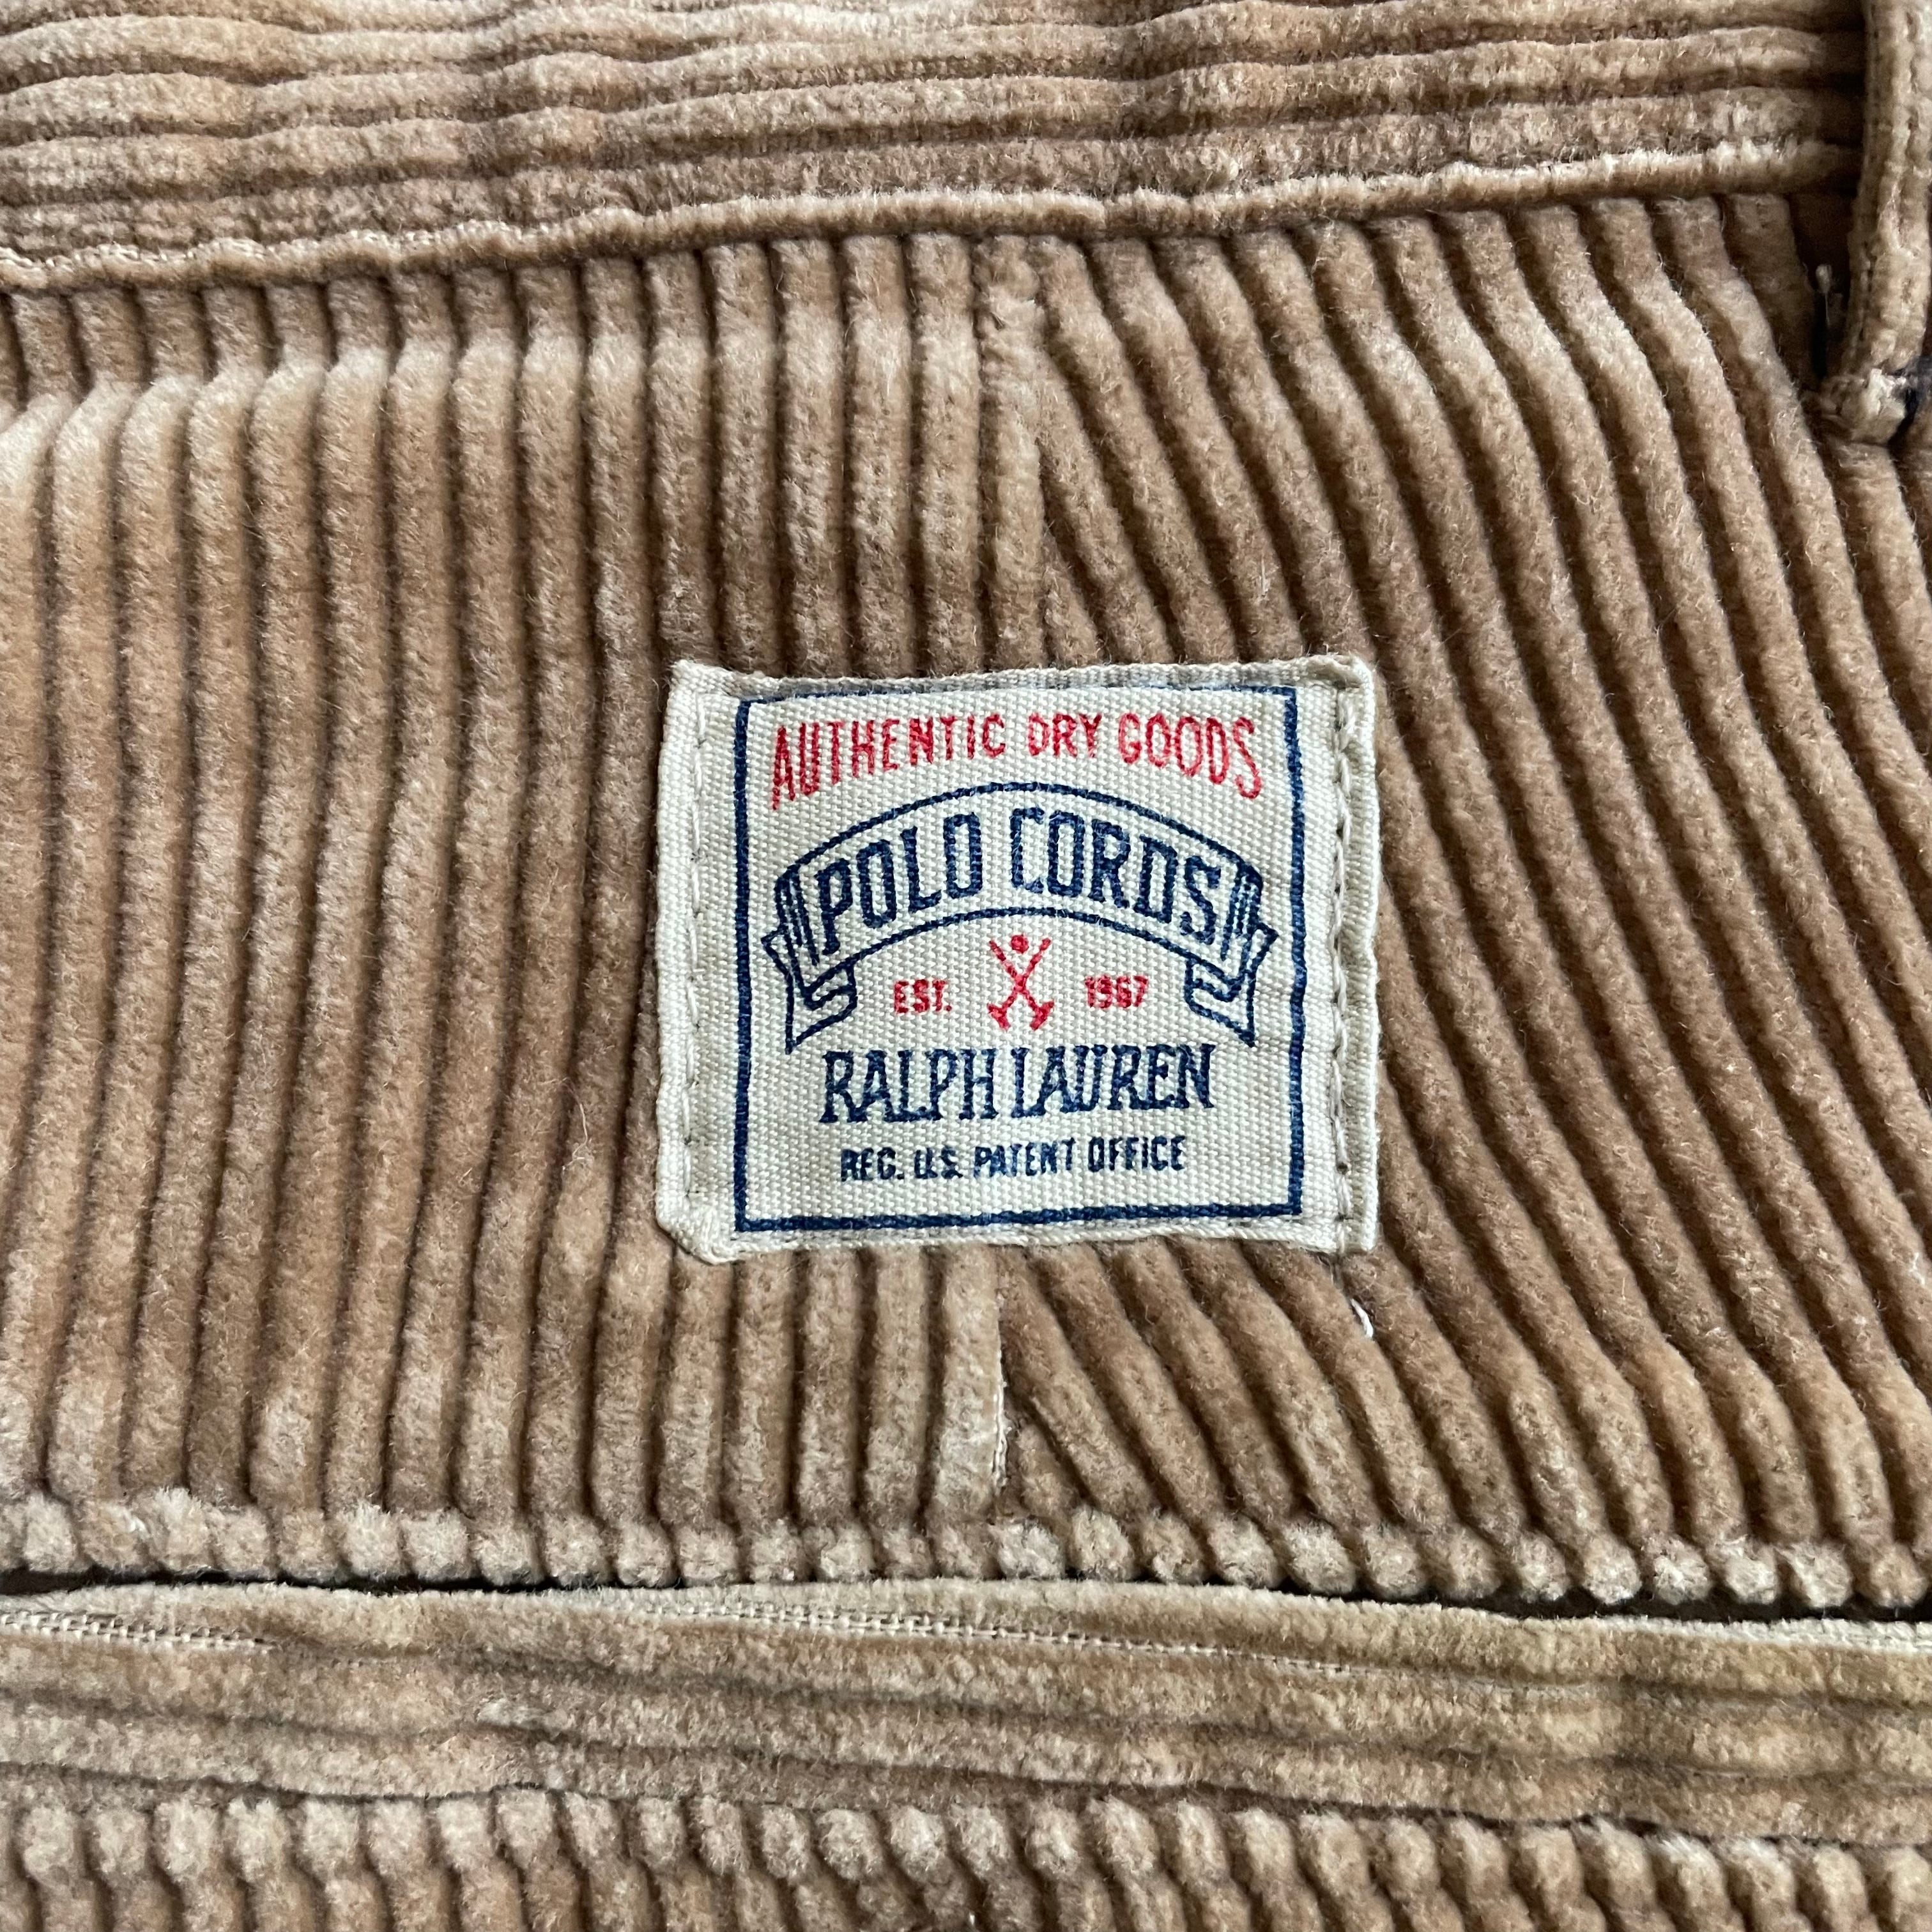 AUTHENTIC DRY GOODS
POLO CORDS
EST. 1967
RALPH LAUREN
REG. U.S. PATENT OFFICE